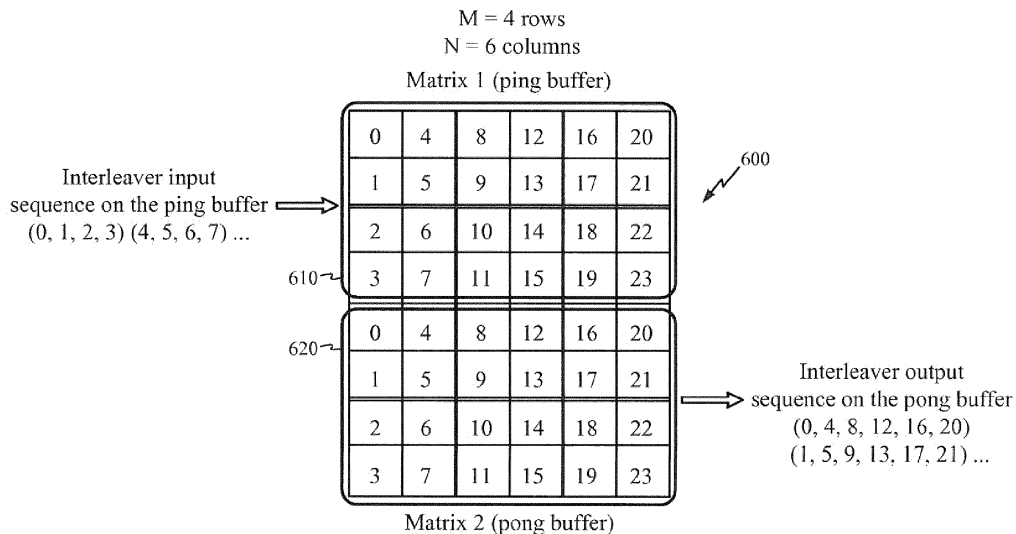 M = 4 rows
N = 6 columns
Matrix 1 (ping buffer)
0 4 8 12 16 20
1 5 9 13 17 21
2 6 10 14 18 22
3 7 11 15 19 23
Interleaver input
sequence on the ping buffer
(0, 1, 2, 3) (4, 5, 6, 7) ...
600
610
0 4 8 12 16 20
1 5 9 13 17 21
2 6 10 14 18 22
3 7 11 15 19 23
620
Interleaver output
sequence on the pong buffer
(0, 4, 8, 12, 16, 20)
(1, 5, 9, 13, 17, 21) ...
Matrix 2 (pong buffer)